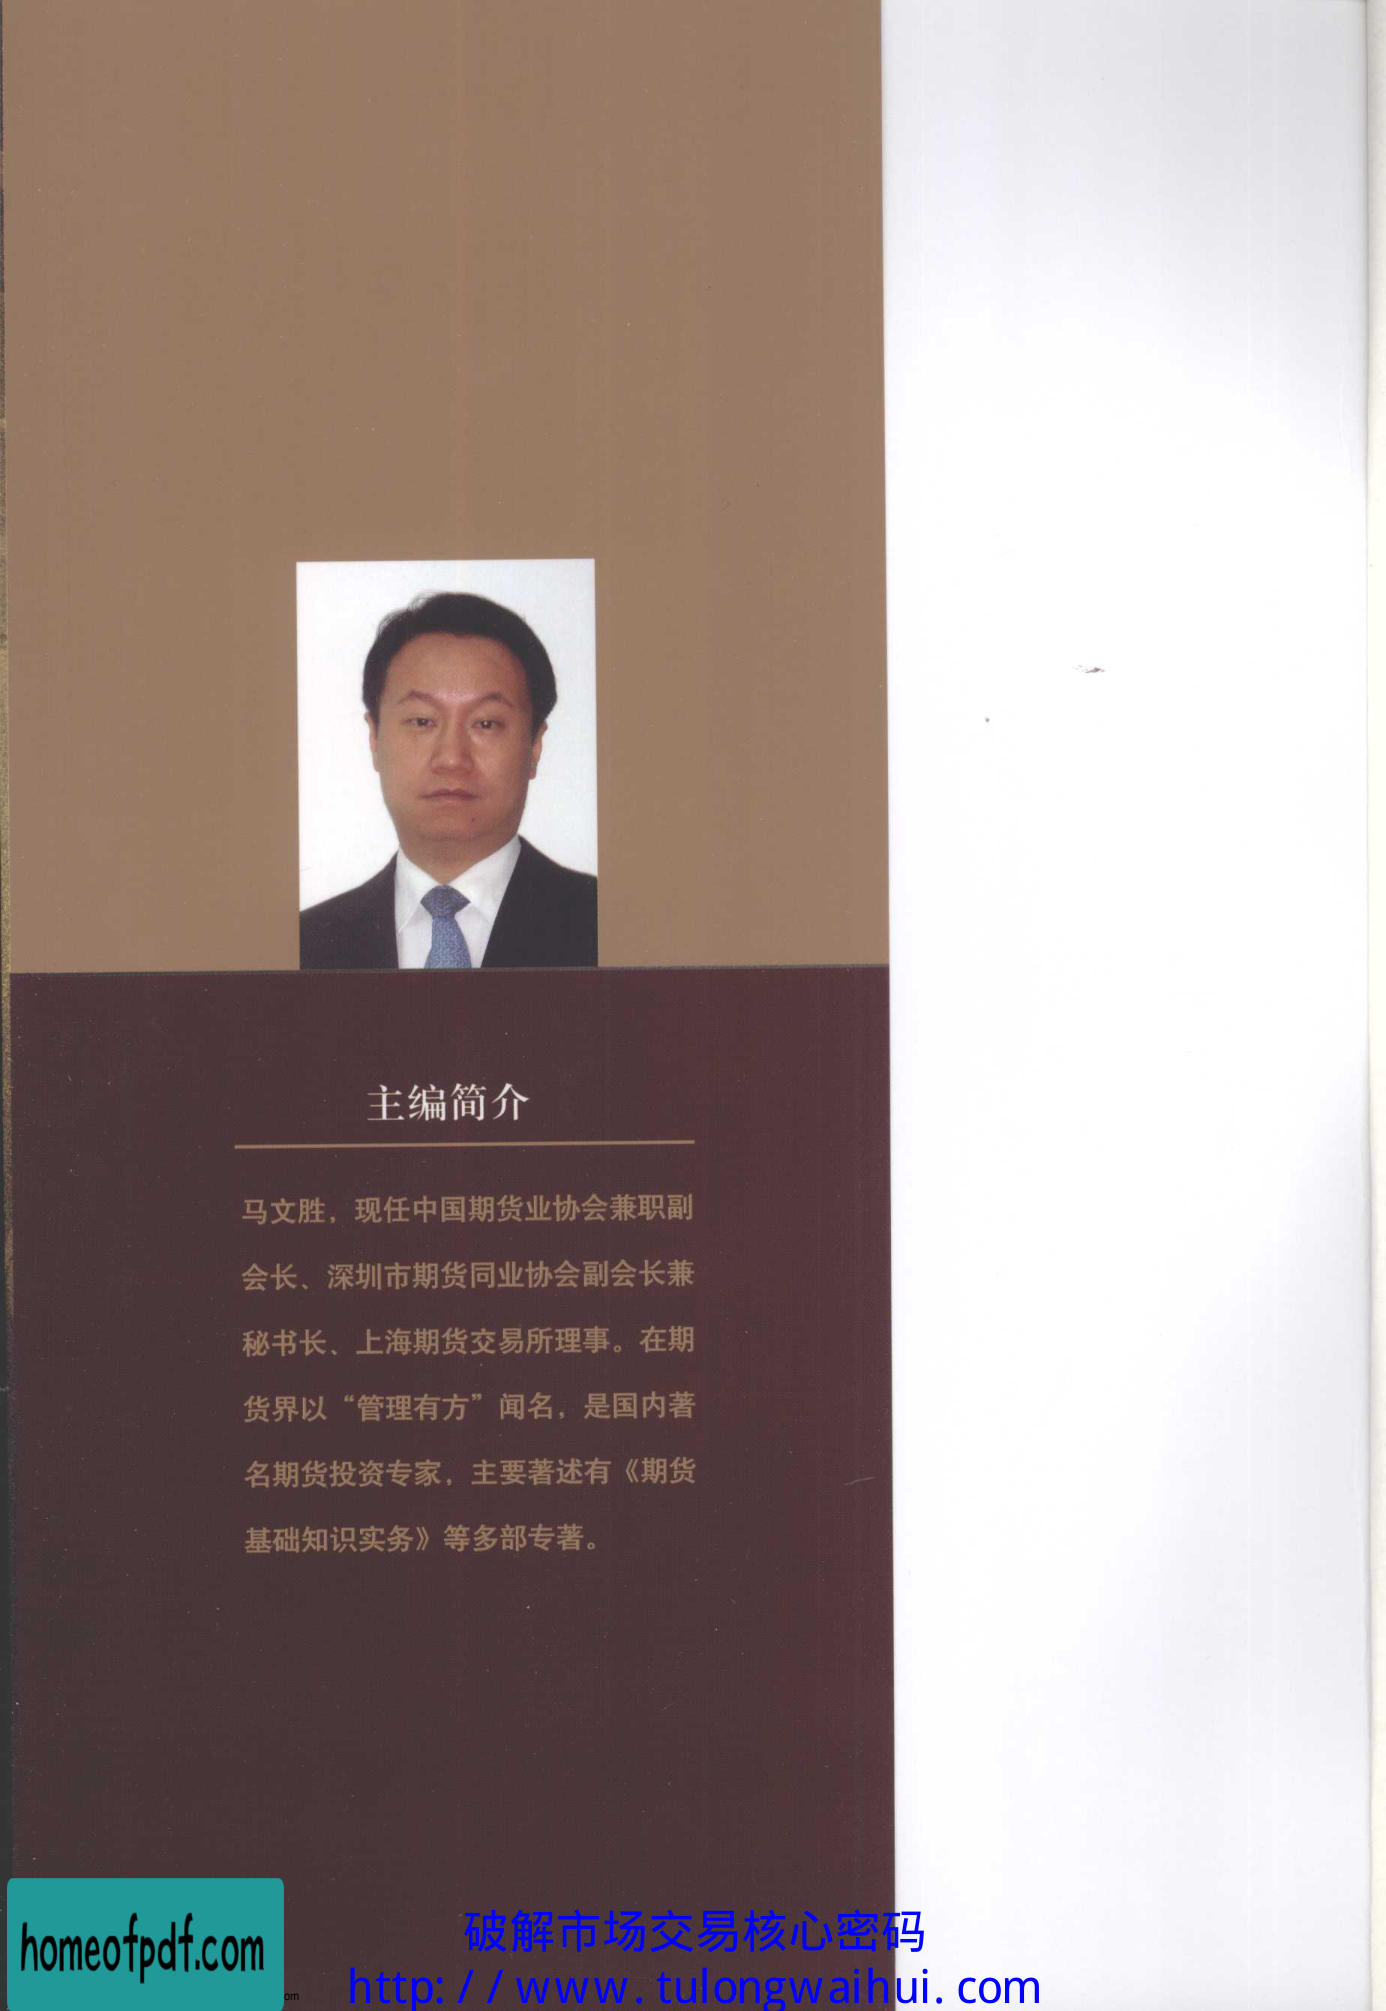 主编简介
马文胜，现任中国期货业协会兼职副
会长、深圳市期货同业协会副会长兼
秘书长、上海期货交易所理事。在期
货界以“管理有方”闻名，是国内著
名期货投资专家，主要著述有《期货
基础知识实务》等多部专著。
破解市场交易核心密码
homeofpdf.com
http://www.tulongwaihui.com
om